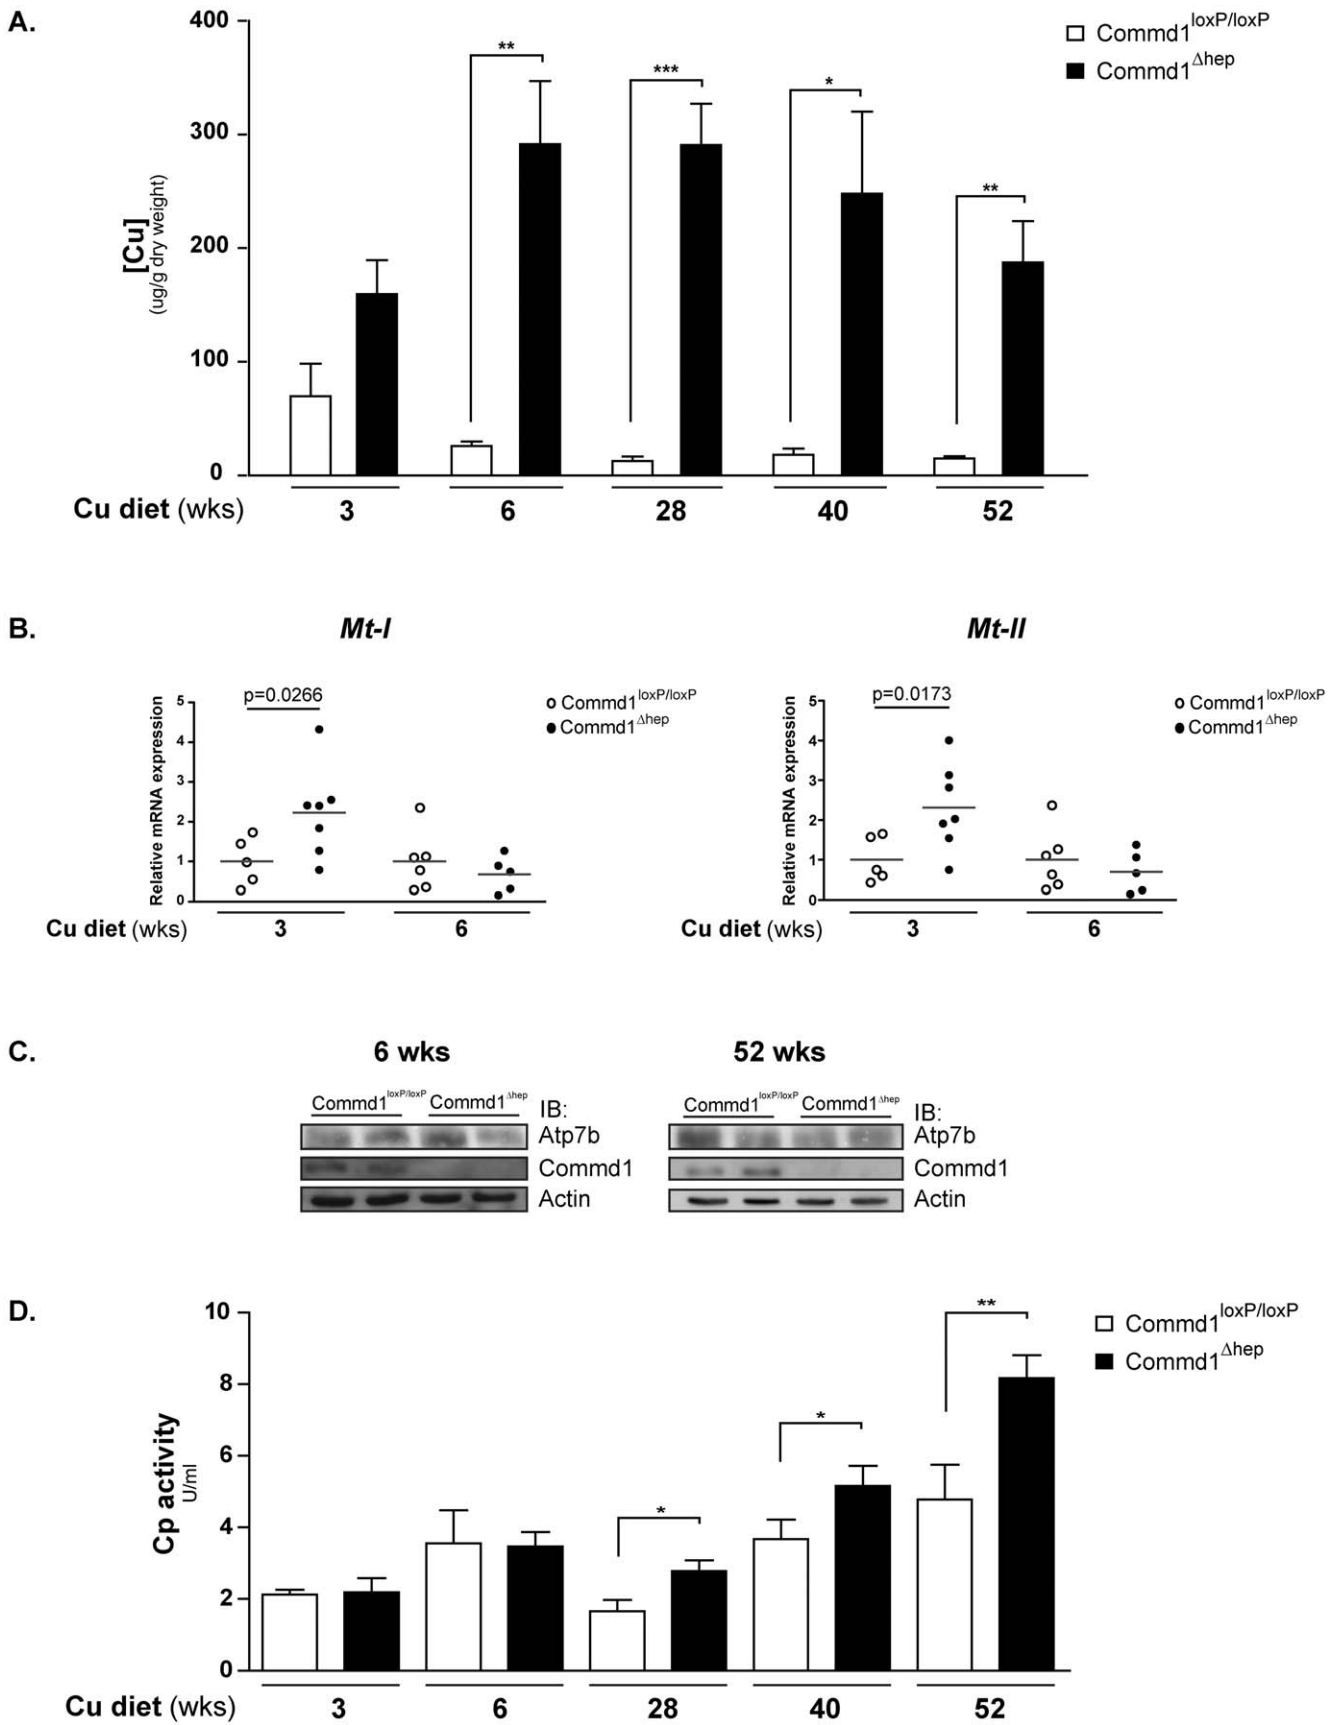 A.
400
300
200
100
0
[Cu]
(ug/g dry weight)
**
***
*
**
Commd1loxP/loxP
Commd1Δhep
Cu diet (wks) 3 6 28 40 52
B.
Mt-I
Relative mRNA expression
5
4
3
2
1
0
p=0.0266
Commd1loxP/loxP
Commd1Δhep
Cu diet (wks) 3 6
Mt-II
Relative mRNA expression
5
4
3
2
1
0
p=0.0173
Commd1loxP/loxP
Commd1Δhep
Cu diet (wks) 3 6
C.
6 wks
Commd1loxP/loxP Commd1Δhep IB:
Atp7b
Commd1
Actin
52 wks
Commd1loxP/loxP Commd1Δhep IB:
Atp7b
Commd1
Actin
D.
10
8
6
4
2
0
Cp activity
U/ml
*
*
**
Commd1loxP/loxP
Commd1Δhep
Cu diet (wks) 3 6 28 40 52